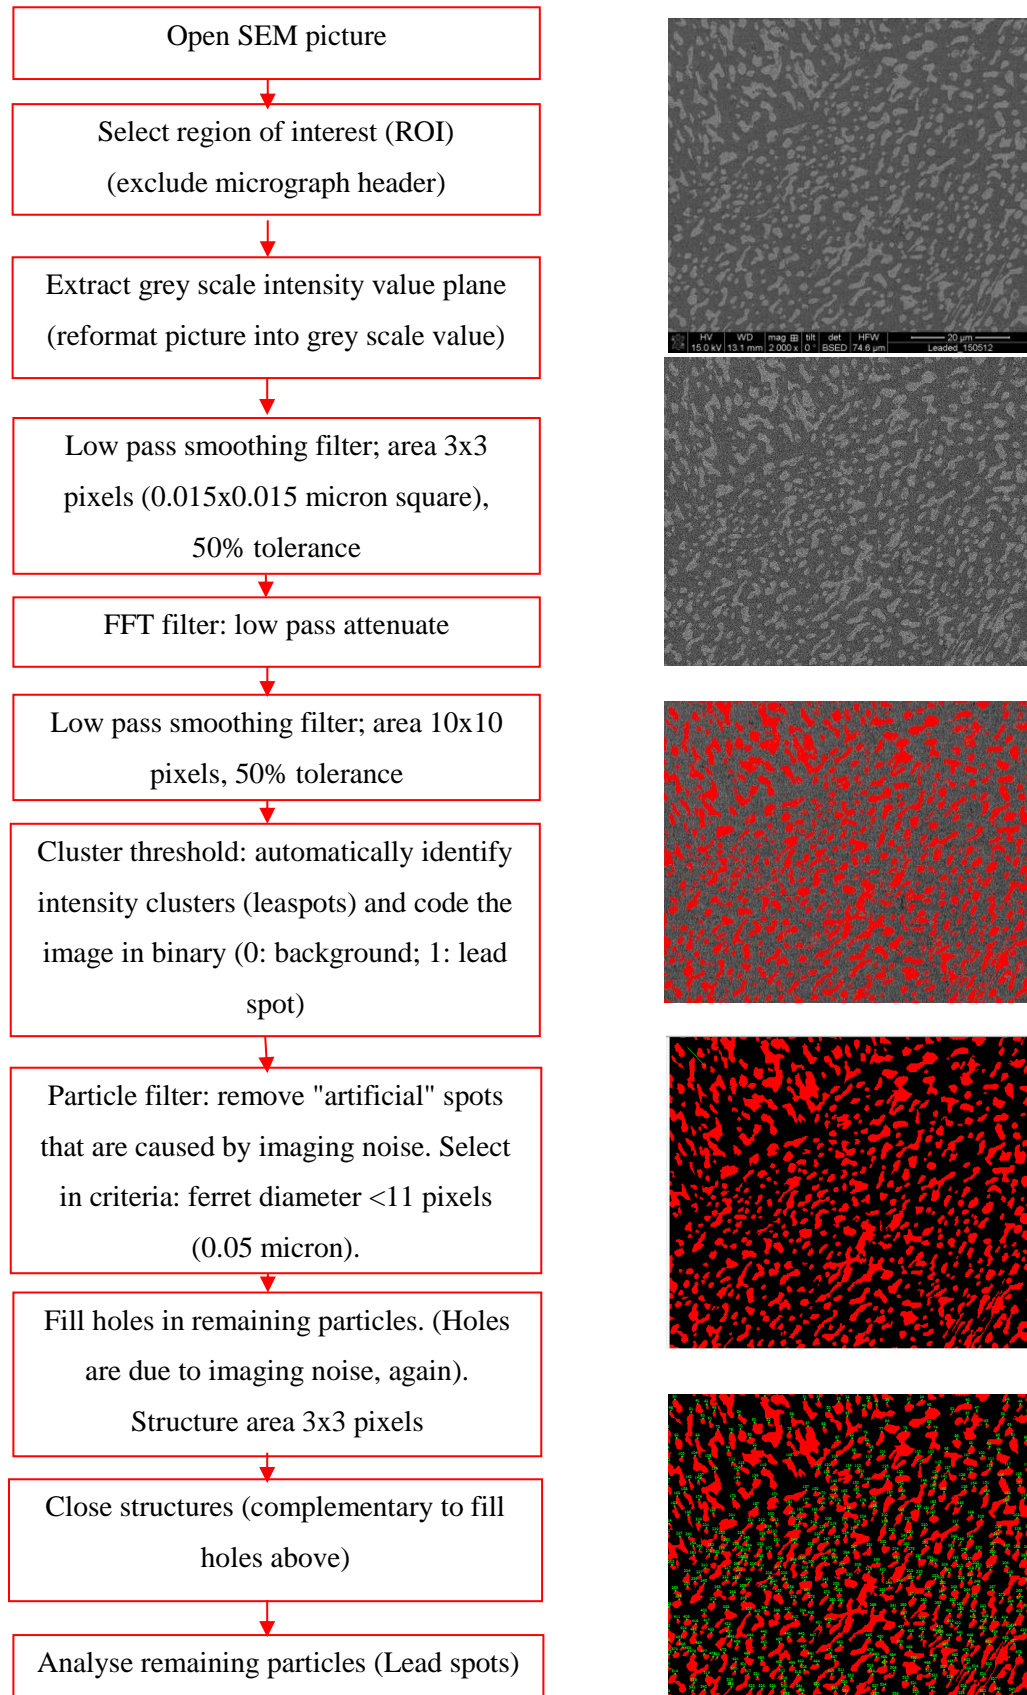 Open SEM picture
Select region of interest (ROI)
(exclude micrograph header)
Extract grey scale intensity value plane
(reformat picture into grey scale value)
Low pass smoothing filter; area 3x3
pixels (0.015x0.015 micron square),
50% tolerance
FFT filter: low pass attenuate
Low pass smoothing filter; area 10x10
pixels, 50% tolerance
Cluster threshold: automatically identify
intensity clusters (leaspots) and code the
image in binary (0: background; 1: lead
spot)
Particle filter: remove "artificial" spots
that are caused by imaging noise. Select
in criteria: ferret diameter <11 pixels
(0.05 micron).
Fill holes in remaining particles. (Holes
are due to imaging noise, again).
Structure area 3x3 pixels
Close structures (complementary to fill
holes above)
Analyse remaining particles (Lead spots)
HV WD mag tilt det HFW 20 µm
15.0 kV 13.1 mm 2 000 x 0 ° BSED 74.6 µm Leaded_150512